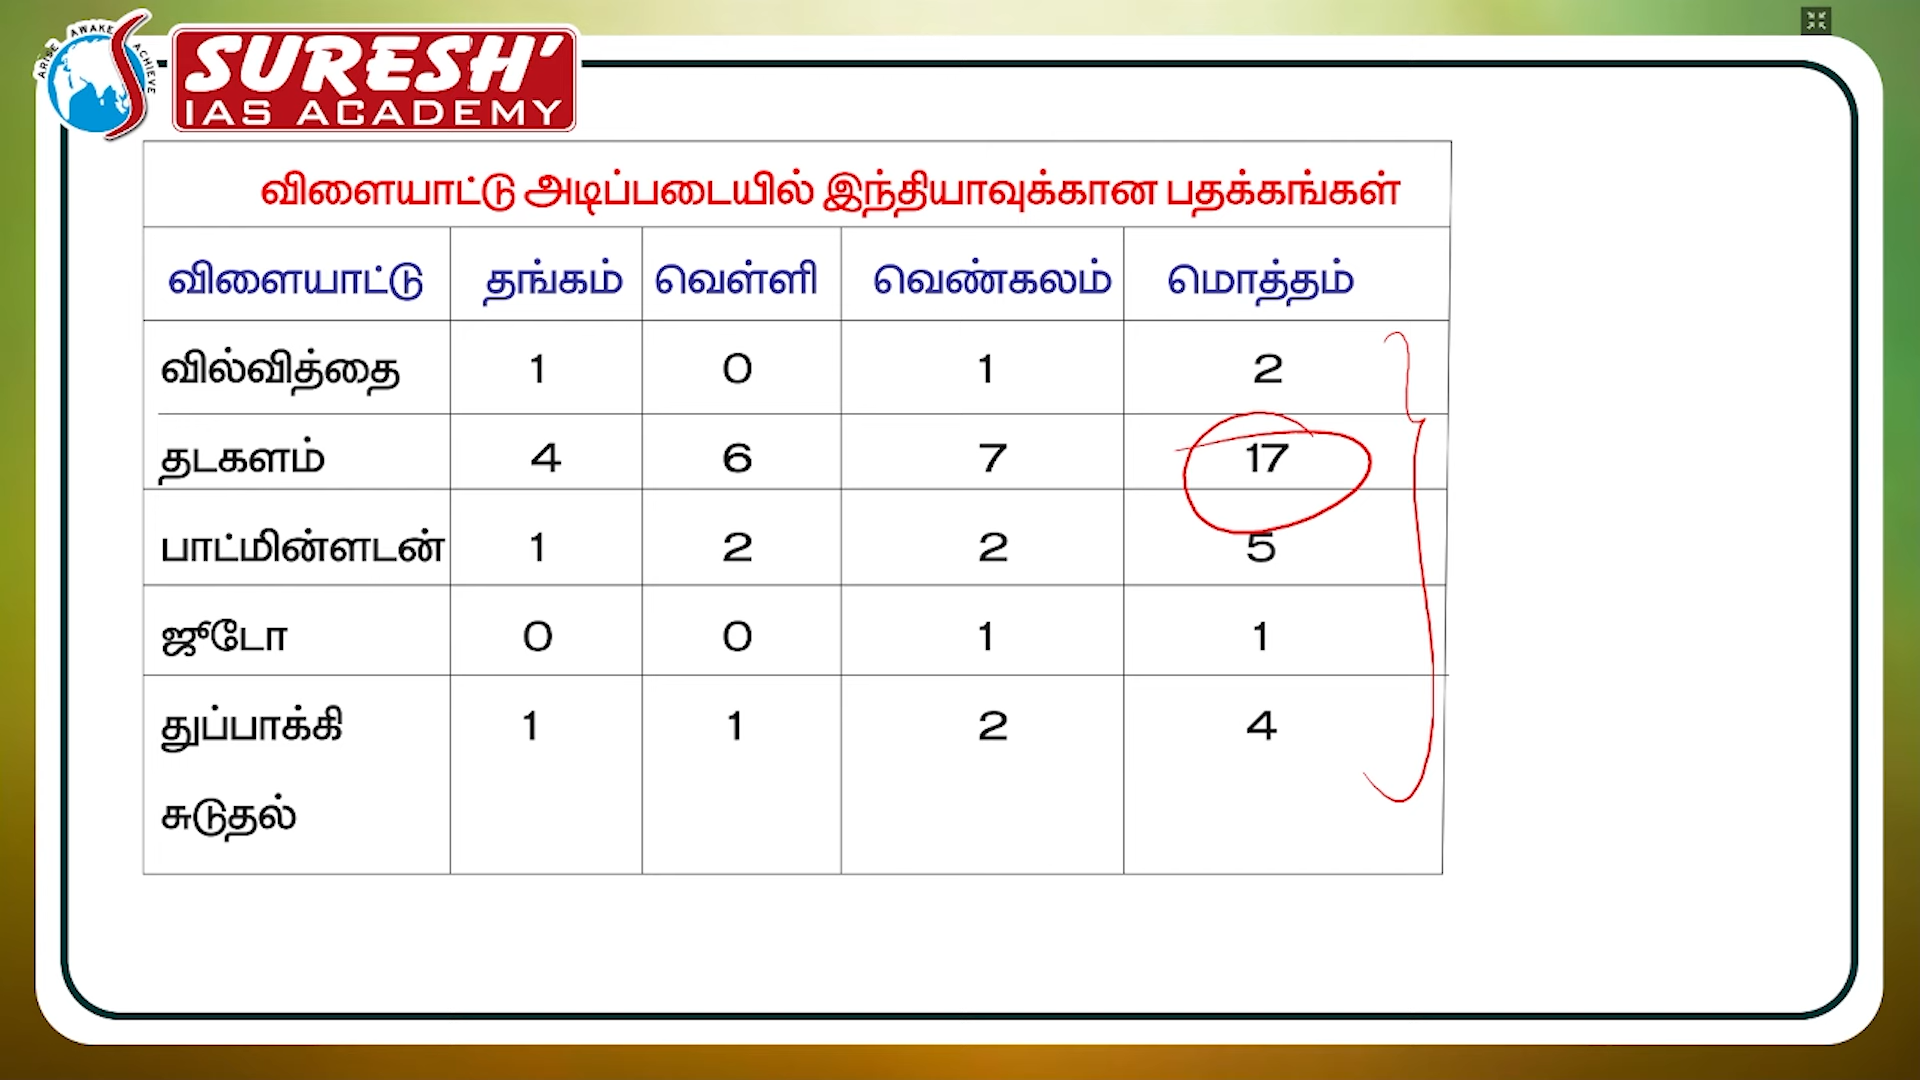 ARISE AWAKE ACHIEVE
SURESH'
IAS ACADEMY
விளையாட்டு அடிப்படையில் இந்தியாவுக்கான பதக்கங்கள்
விளையாட்டு தங்கம் வெள்ளி வெண்கலம் மொத்தம்
வில்வித்தை 1 0 1 2
தடகளம் 4 6 7 17
பாட்மின்ளடன் 1 2 2 5
ஜூடோ 0 0 1 1
துப்பாக்கி 1 1 2 4
சுடுதல்